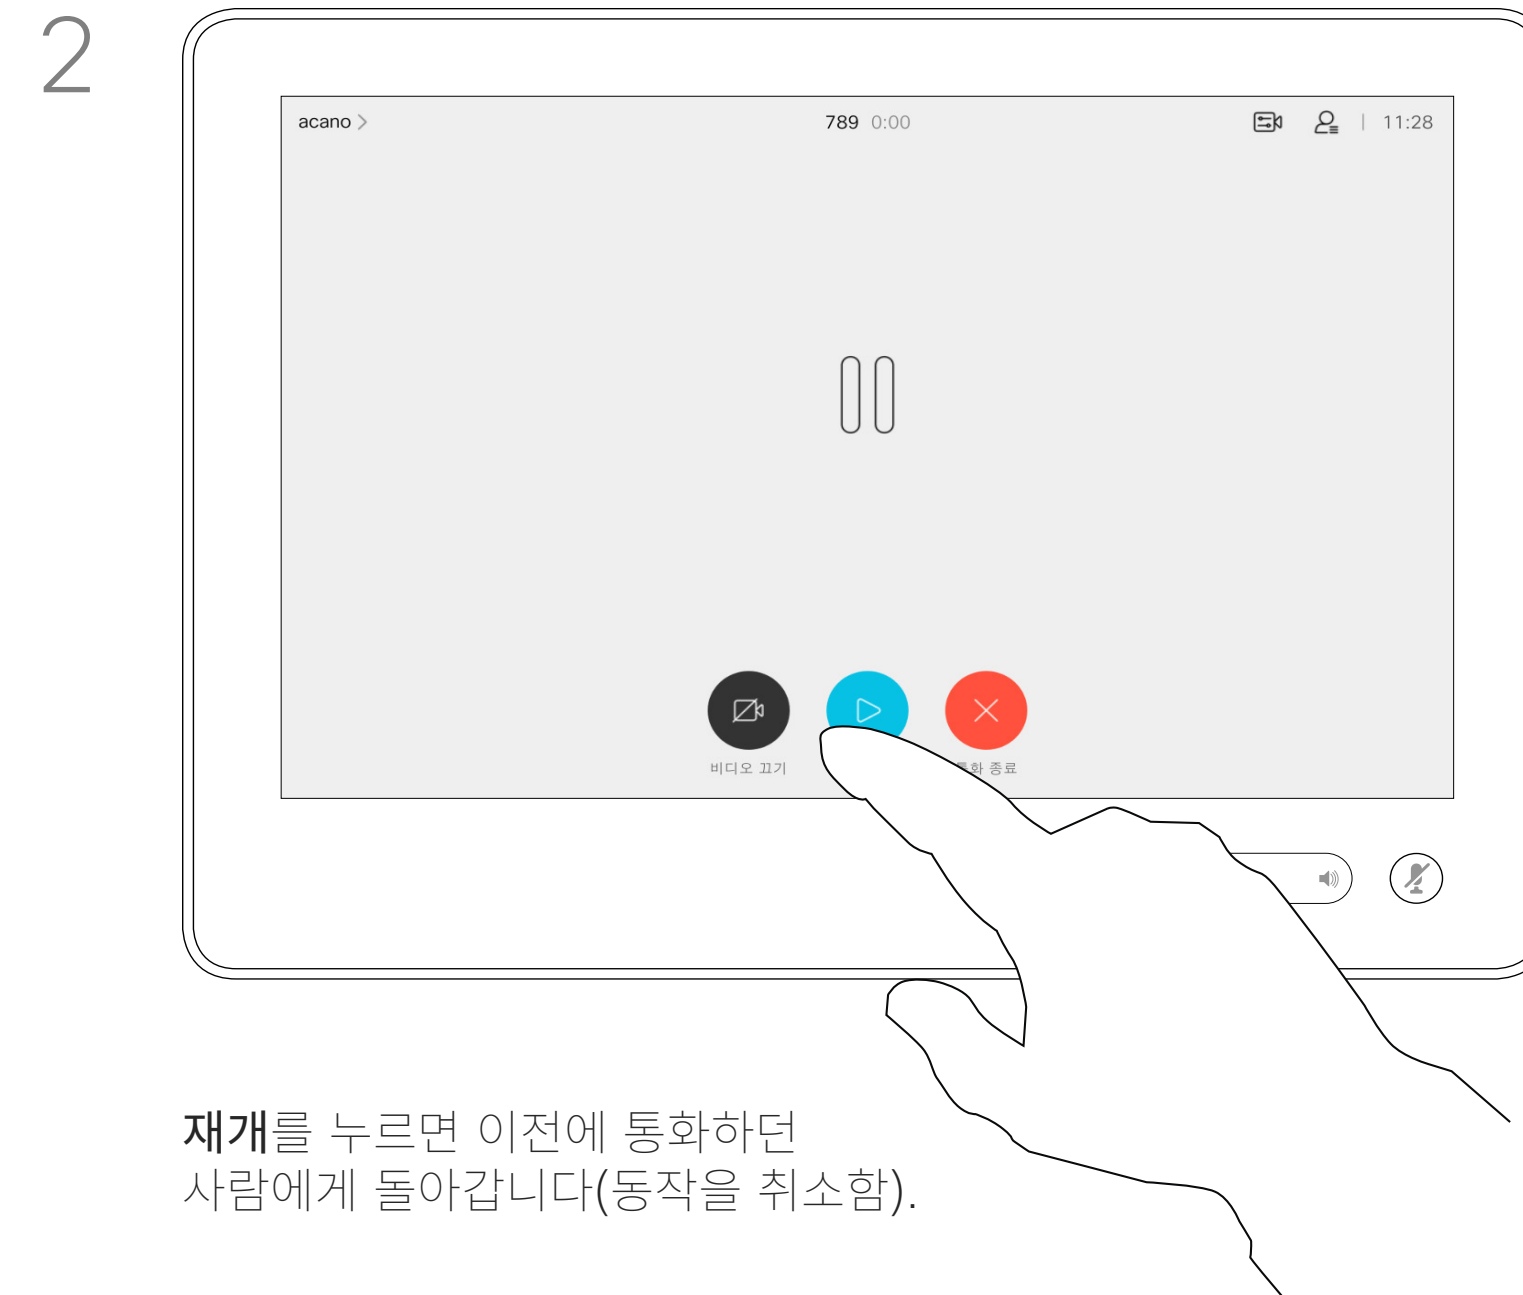 2
acano
789 0:00
11:28
비디오 끄기
종료
재개를 누르면 이전에 통화하던
사람에게 돌아갑니다(동작을 취소함).